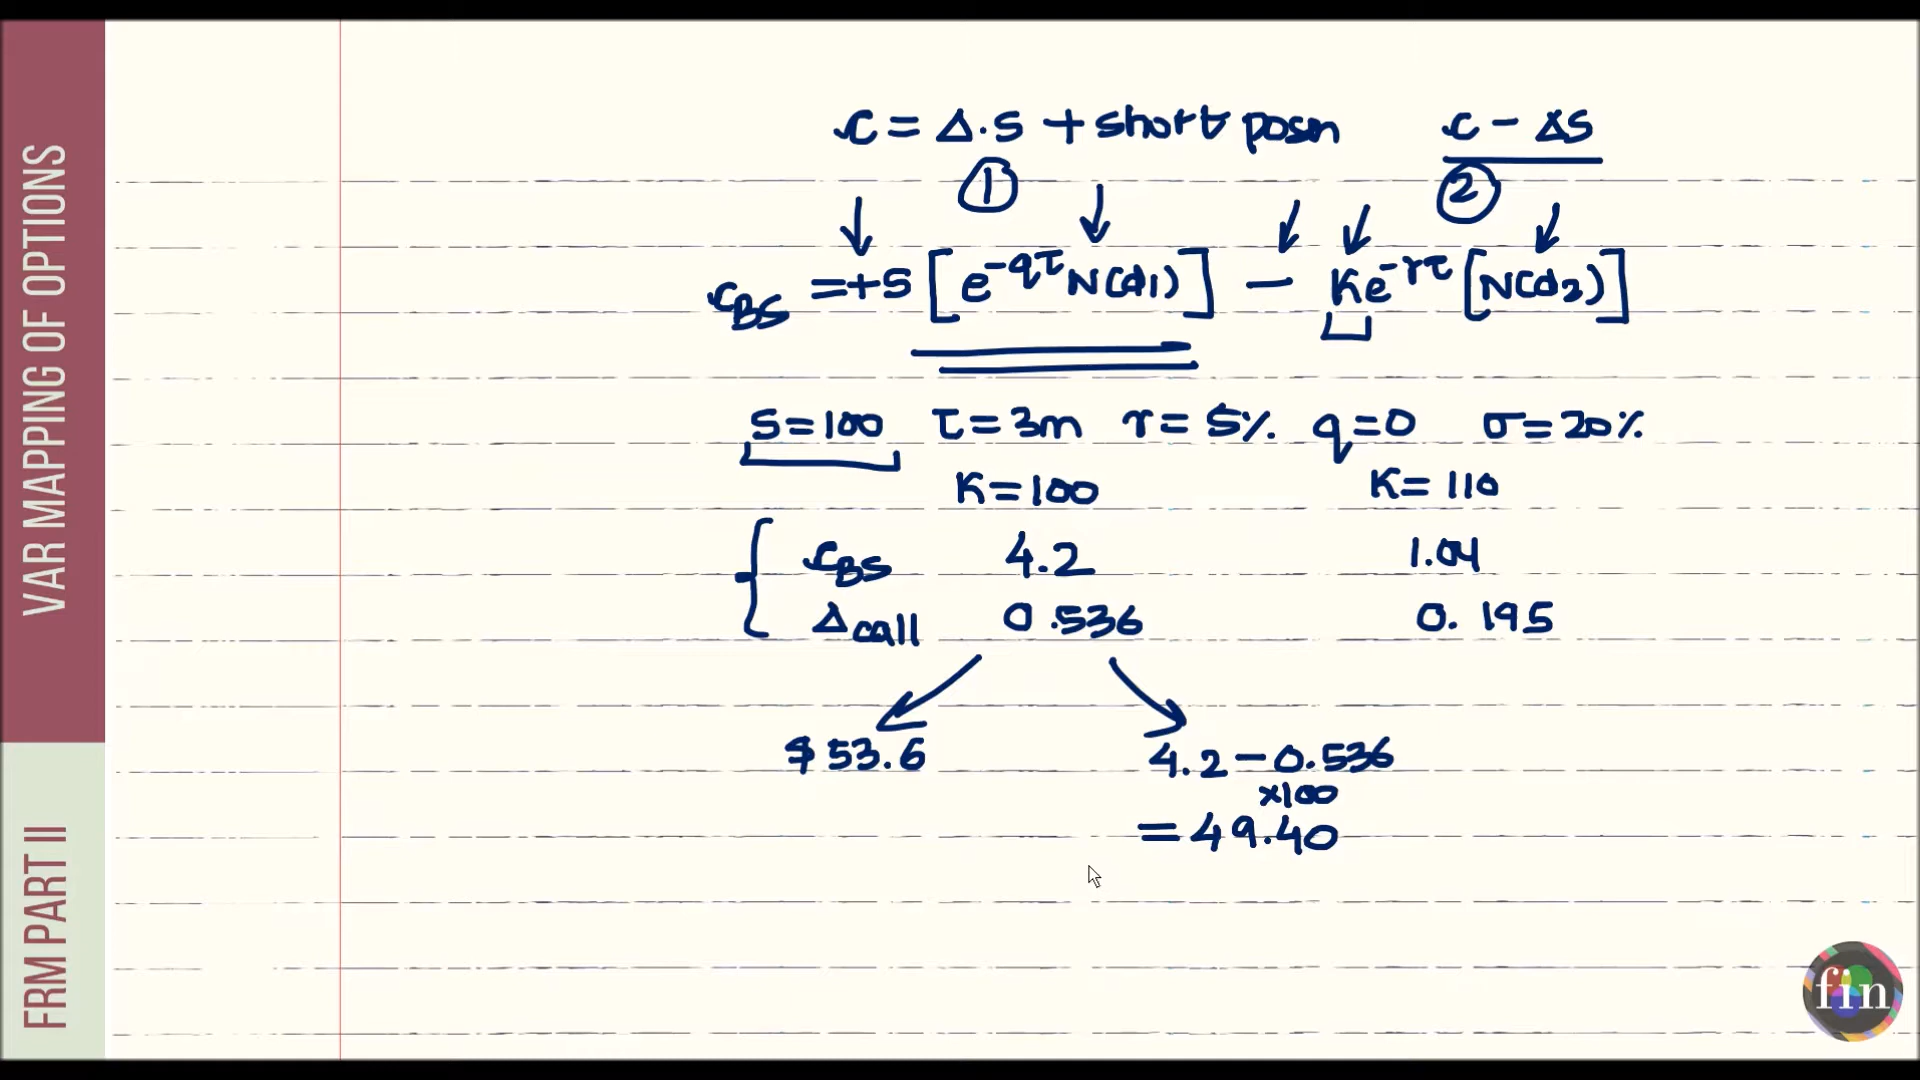 VAR MAPPING OF OPTIONS
FRM PART II
c = Δ.S + short posn c - ΔS
1 2
c_BS = +S [e^-qτ N(d1)] - Ke^-rτ [N(d2)]
S=100 τ=3m r=5% q=0 σ=20%
K=100 K=110
c_BS 4.2 1.04
Δcall 0.536 0.195
$53.6 4.2-0.536
×100
=49.40
fin